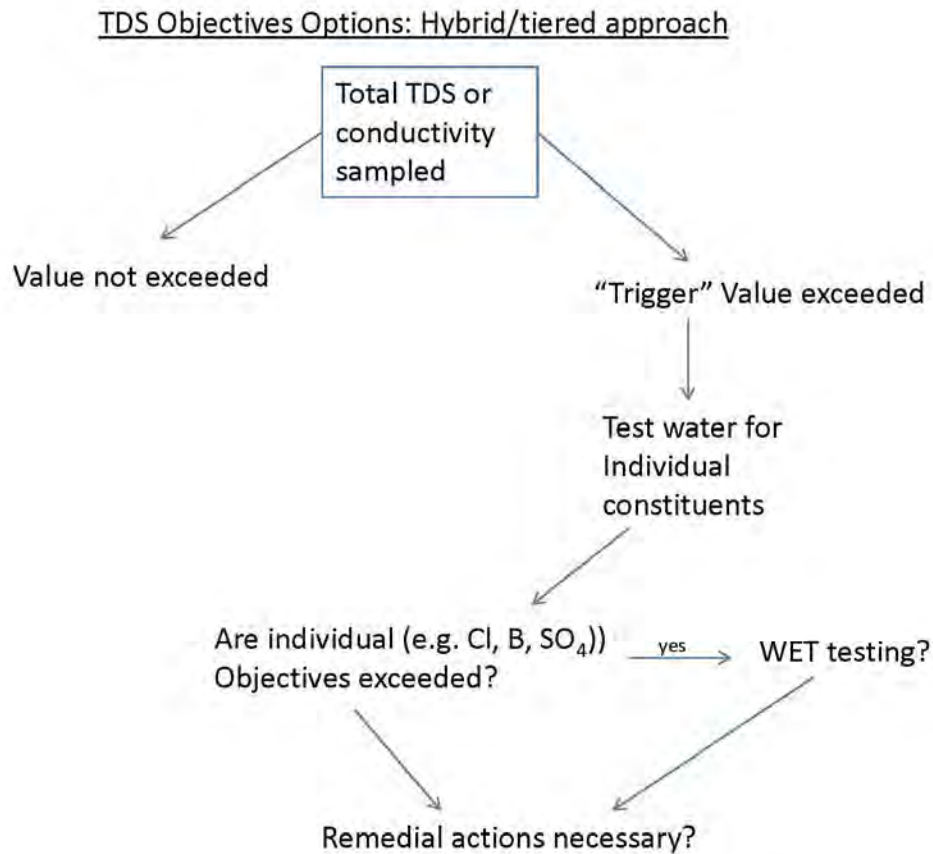 TDS Objectives Options: Hybrid/tiered approach
Total TDS or
conductivity
sampled
Value not exceeded
“Trigger” Value exceeded
Test water for
Individual
constituents
Are individual (e.g. Cl, B, SO₄))
Objectives exceeded?
yes
WET testing?
Remedial actions necessary?